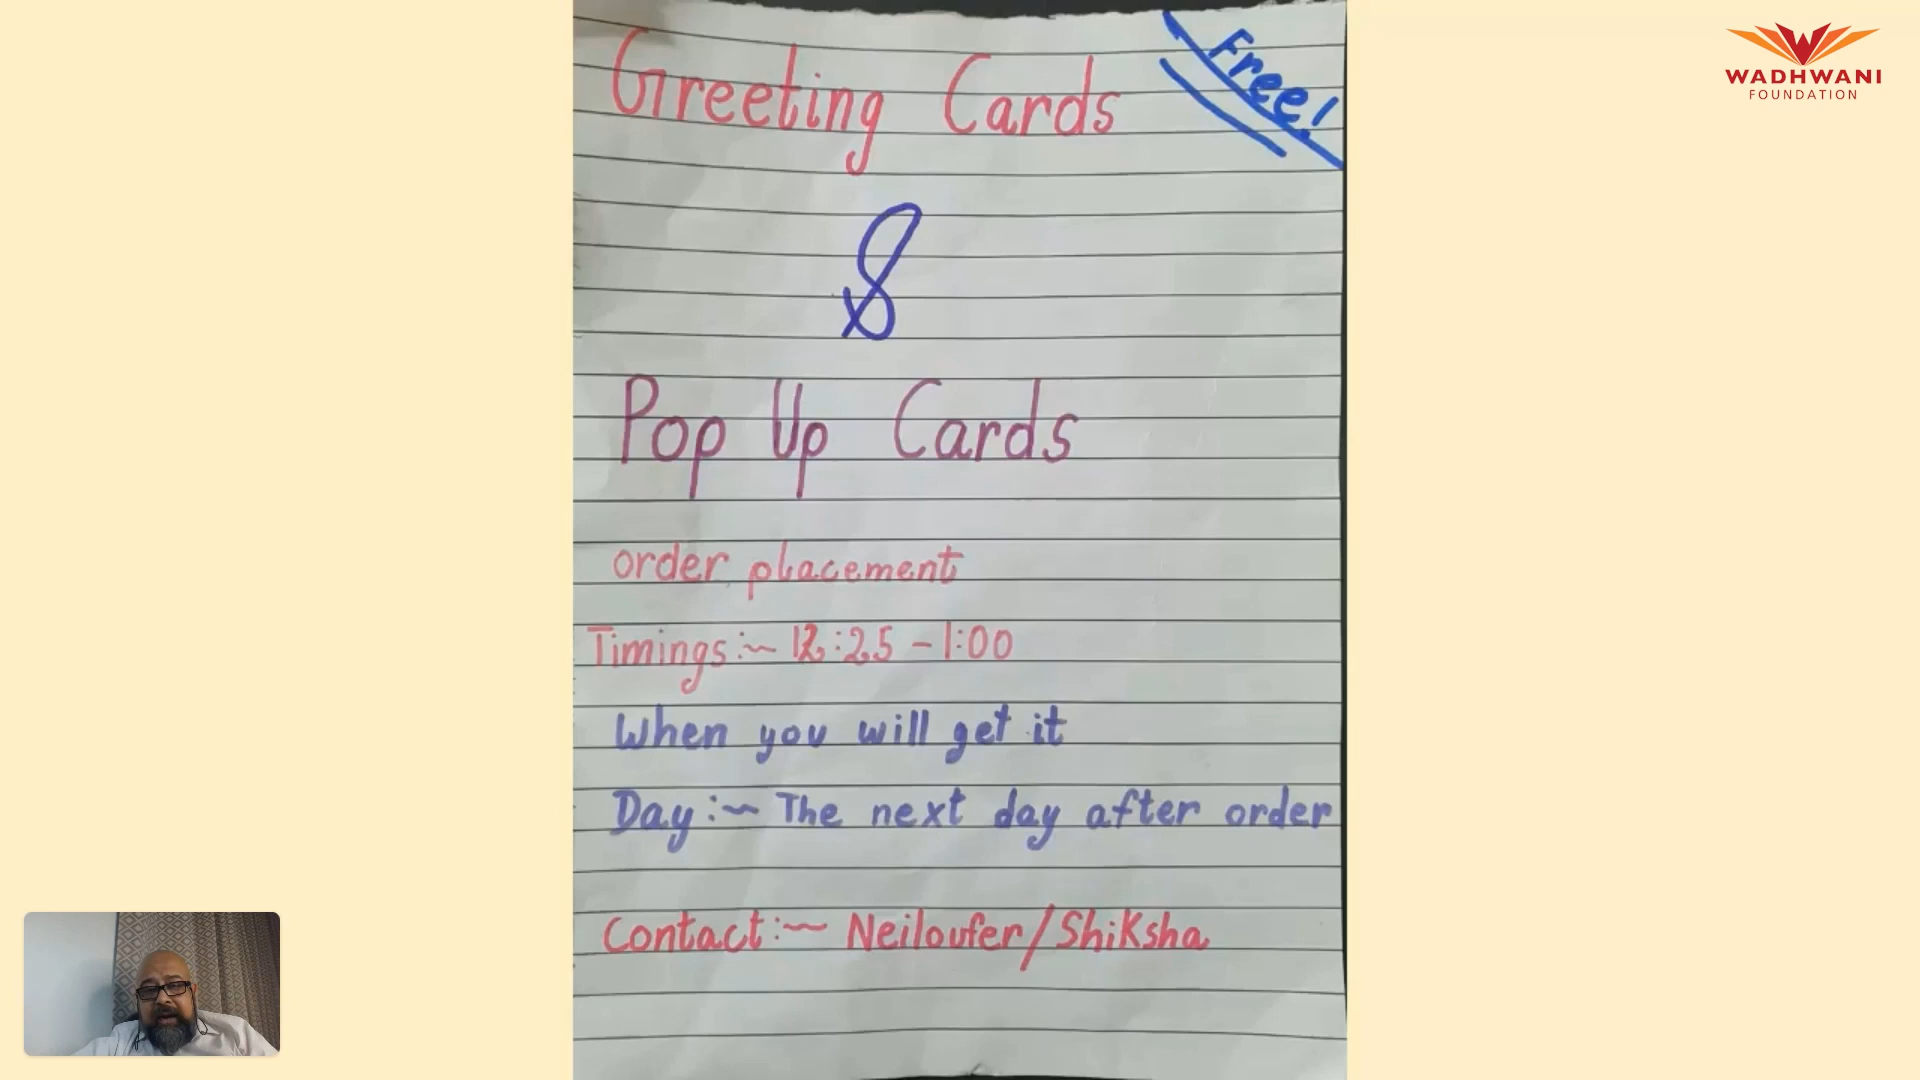 Greeting Cards
Free!
&
Pop Up Cards
order placement
Timings:~ 12:25 - 1:00
When you will get it
Day:~ The next day after order
Contact:~ Neiloufer/Shiksha
WADHWANI
FOUNDATION